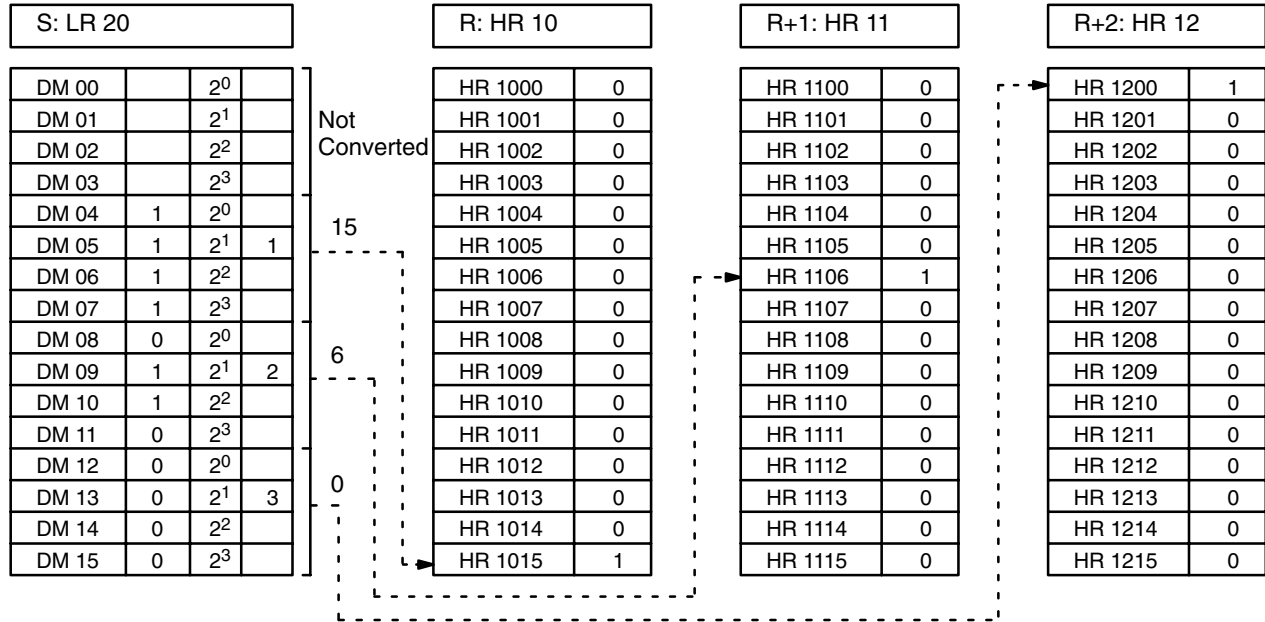 S: LR 20 R: HR 10 R+1: HR 11 R+2: HR 12
DM 00 2⁰ HR 1000 0 HR 1100 0 HR 1200 1
DM 01 2¹ Not HR 1001 0 HR 1101 0 HR 1201 0
DM 02 2² Converted HR 1002 0 HR 1102 0 HR 1202 0
DM 03 2³ HR 1003 0 HR 1103 0 HR 1203 0
DM 04 1 2⁰ 15 HR 1004 0 HR 1104 0 HR 1204 0
DM 05 1 2¹ 1 HR 1005 0 HR 1105 0 HR 1205 0
DM 06 1 2² HR 1006 0 HR 1106 1 HR 1206 0
DM 07 1 2³ HR 1007 0 HR 1107 0 HR 1207 0
DM 08 0 2⁰ 6 HR 1008 0 HR 1108 0 HR 1208 0
DM 09 1 2¹ 2 HR 1009 0 HR 1109 0 HR 1209 0
DM 10 1 2² HR 1010 0 HR 1110 0 HR 1210 0
DM 11 0 2³ HR 1011 0 HR 1111 0 HR 1211 0
DM 12 0 2⁰ HR 1012 0 HR 1112 0 HR 1212 0
DM 13 0 2¹ 3 0 HR 1013 0 HR 1113 0 HR 1213 0
DM 14 0 2² HR 1014 0 HR 1114 0 HR 1214 0
DM 15 0 2³ HR 1015 1 HR 1115 0 HR 1215 0